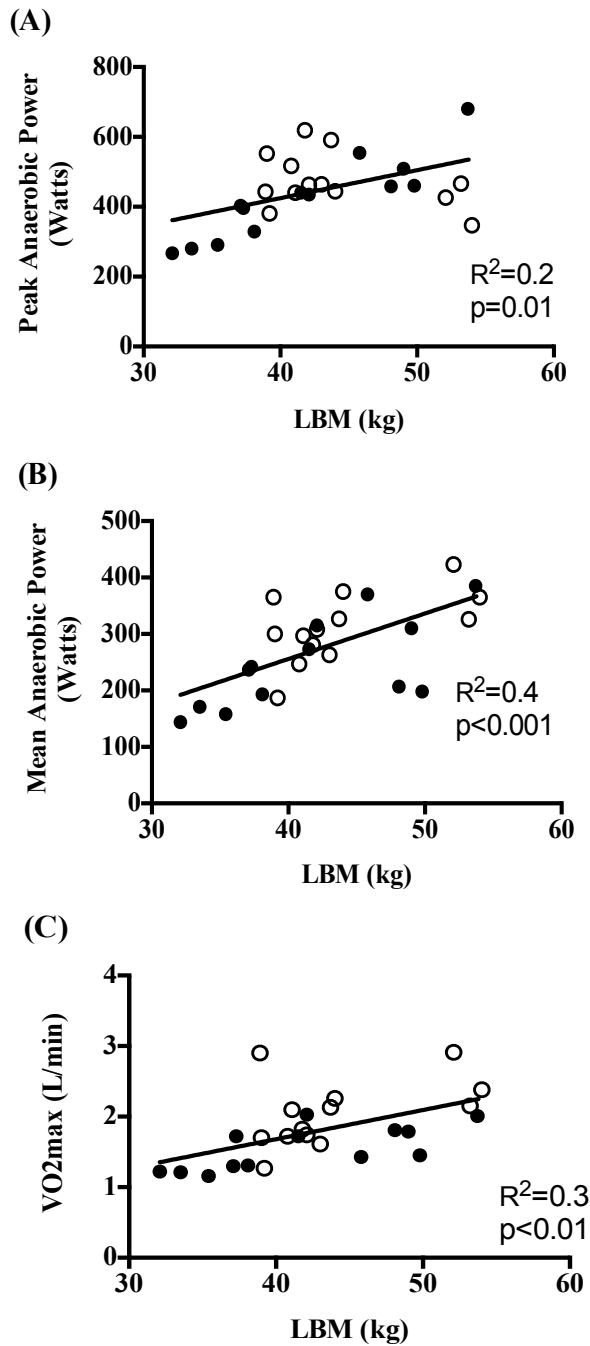 (A)
Peak Anaerobic Power
(Watts)
800
600
400
200
0
R²=0.2
p=0.01
30
40
50
60
LBM (kg)
(B)
Mean Anaerobic Power
(Watts)
500
400
300
200
100
0
R²=0.4
p<0.001
30
40
50
60
LBM (kg)
(C)
VO2max (L/min)
4
3
2
1
0
R²=0.3
p<0.01
30
40
50
60
LBM (kg)